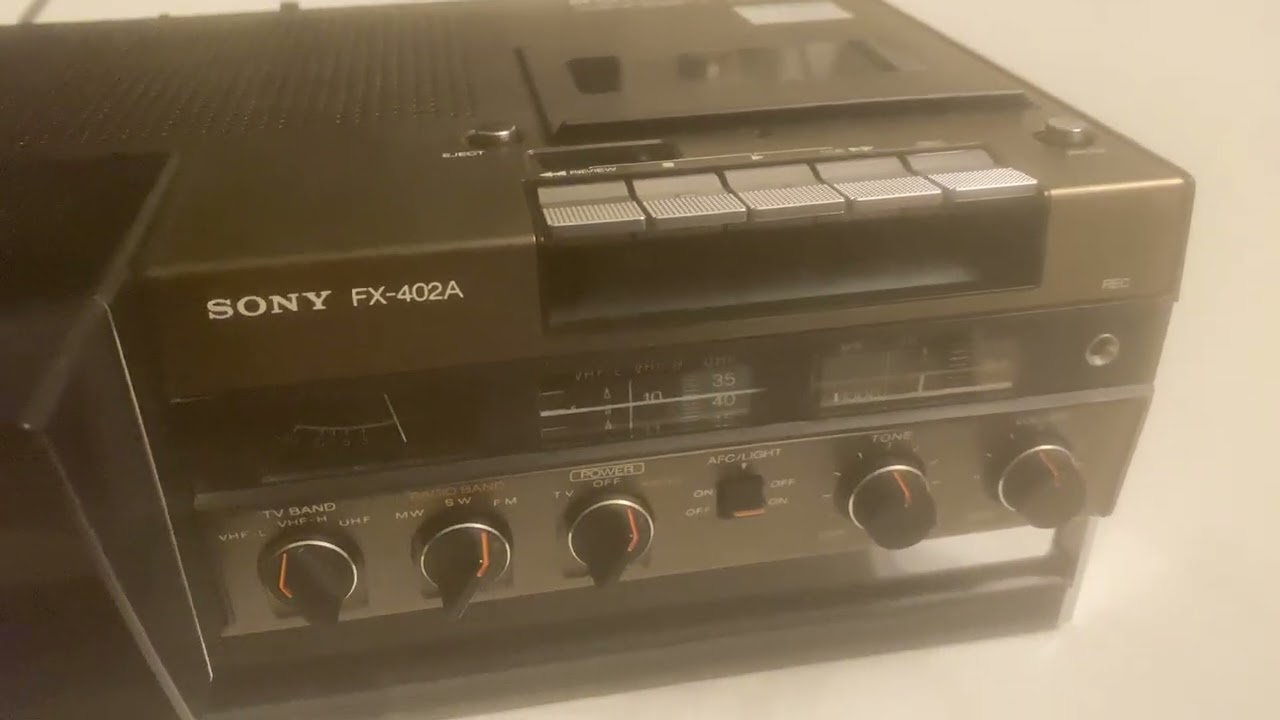 EJECT
REVIEW
SONY FX-402A
REC
VHF-L VHF-H UHF
35
10 40
TV BAND
VHF-L VHF-H UHF
RADIO BAND
MW SW FM
POWER
TV OFF
AFC/LIGHT
ON OFF
OFF ON
TONE